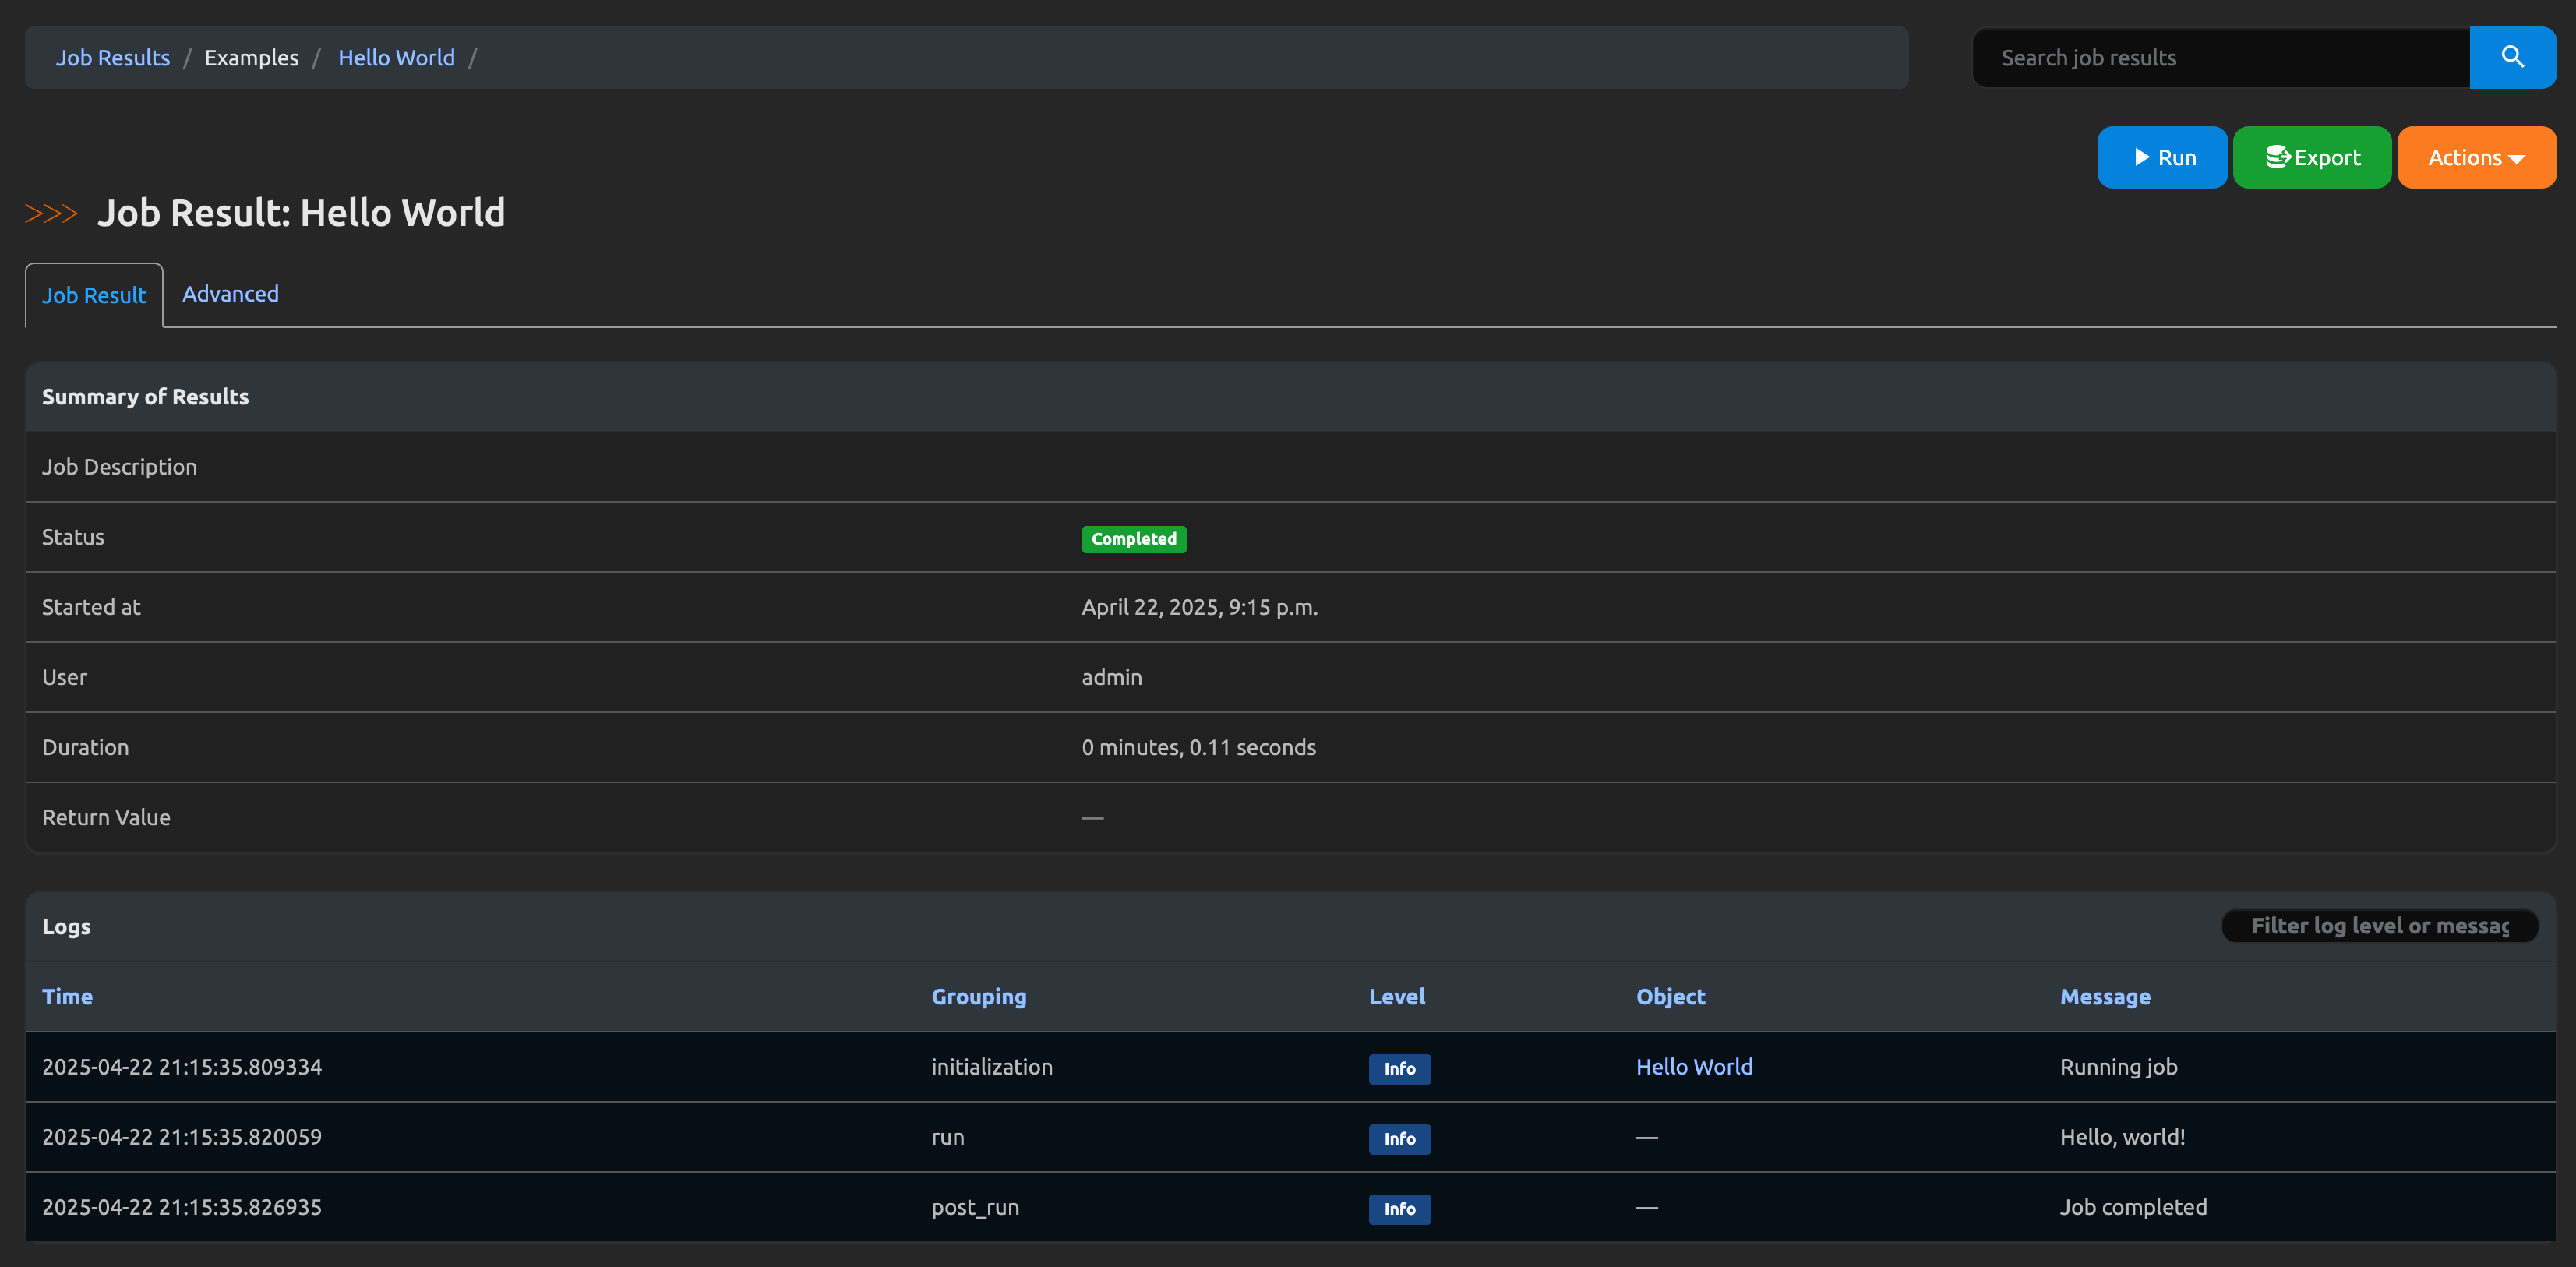 Job Results / Examples / Hello World /
Search job results
Run
Export
Actions
>>> Job Result: Hello World
Job Result
Advanced
Summary of Results
Job Description
Status Completed
Started at April 22, 2025, 9:15 p.m.
User admin
Duration 0 minutes, 0.11 seconds
Return Value —
Logs Filter log level or messag
Time Grouping Level Object Message
2025-04-22 21:15:35.809334 initialization Info Hello World Running job
2025-04-22 21:15:35.820059 run Info — Hello, world!
2025-04-22 21:15:35.826935 post_run Info — Job completed